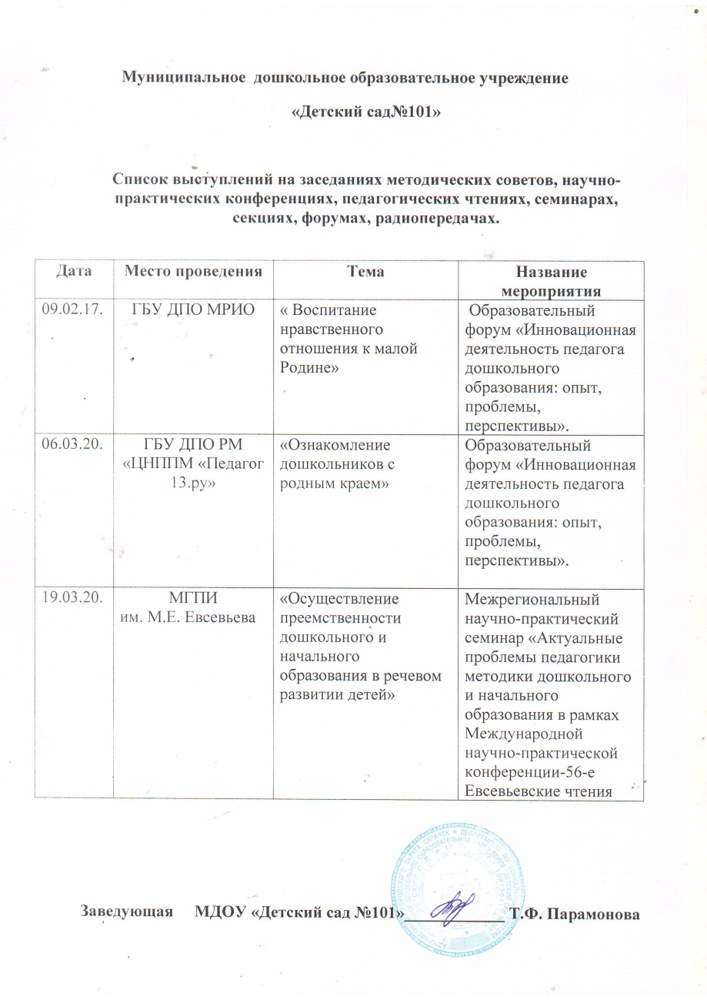 Муниципальное дошкольное образовательное учреждение
«Детский сад№101»
Список выступлений на заседаниях методических советов, научно-
практических конференциях, педагогических чтениях, семинарах,
секциях, форумах, радиопередачах.
Дата
Место проведения
Тема
Название
мероприятия
09.02.17.
ГБУ ДПО МРИО
« Воспитание
нравственного
отношения к малой
Родине»
Образовательный
форум «Инновационная
деятельность педагога
дошкольного
образования: опыт,
проблемы,
перспективы».
06.03.20.
ГБУ ДПО РМ
«ЦНППМ «Педагог
13.ру»
«Ознакомление
дошкольников с
родным краем»
Образовательный
форум «Инновационная
деятельность педагога
дошкольного
образования: опыт,
проблемы,
перспективы».
19.03.20.
МГПИ
им. М.Е. Евсевьева
«Осуществление
преемственности
дошкольного и
начального
образования в речевом
развитии детей»
Межрегиональный
научно-практический
семинар «Актуальные
проблемы педагогики
методики дошкольного
и начального
образования в рамках
Международной
научно-практической
конференции-56-е
Евсевьевские чтения
Заведующая МДОУ «Детский сад №101»____________ Т.Ф. Парамонова